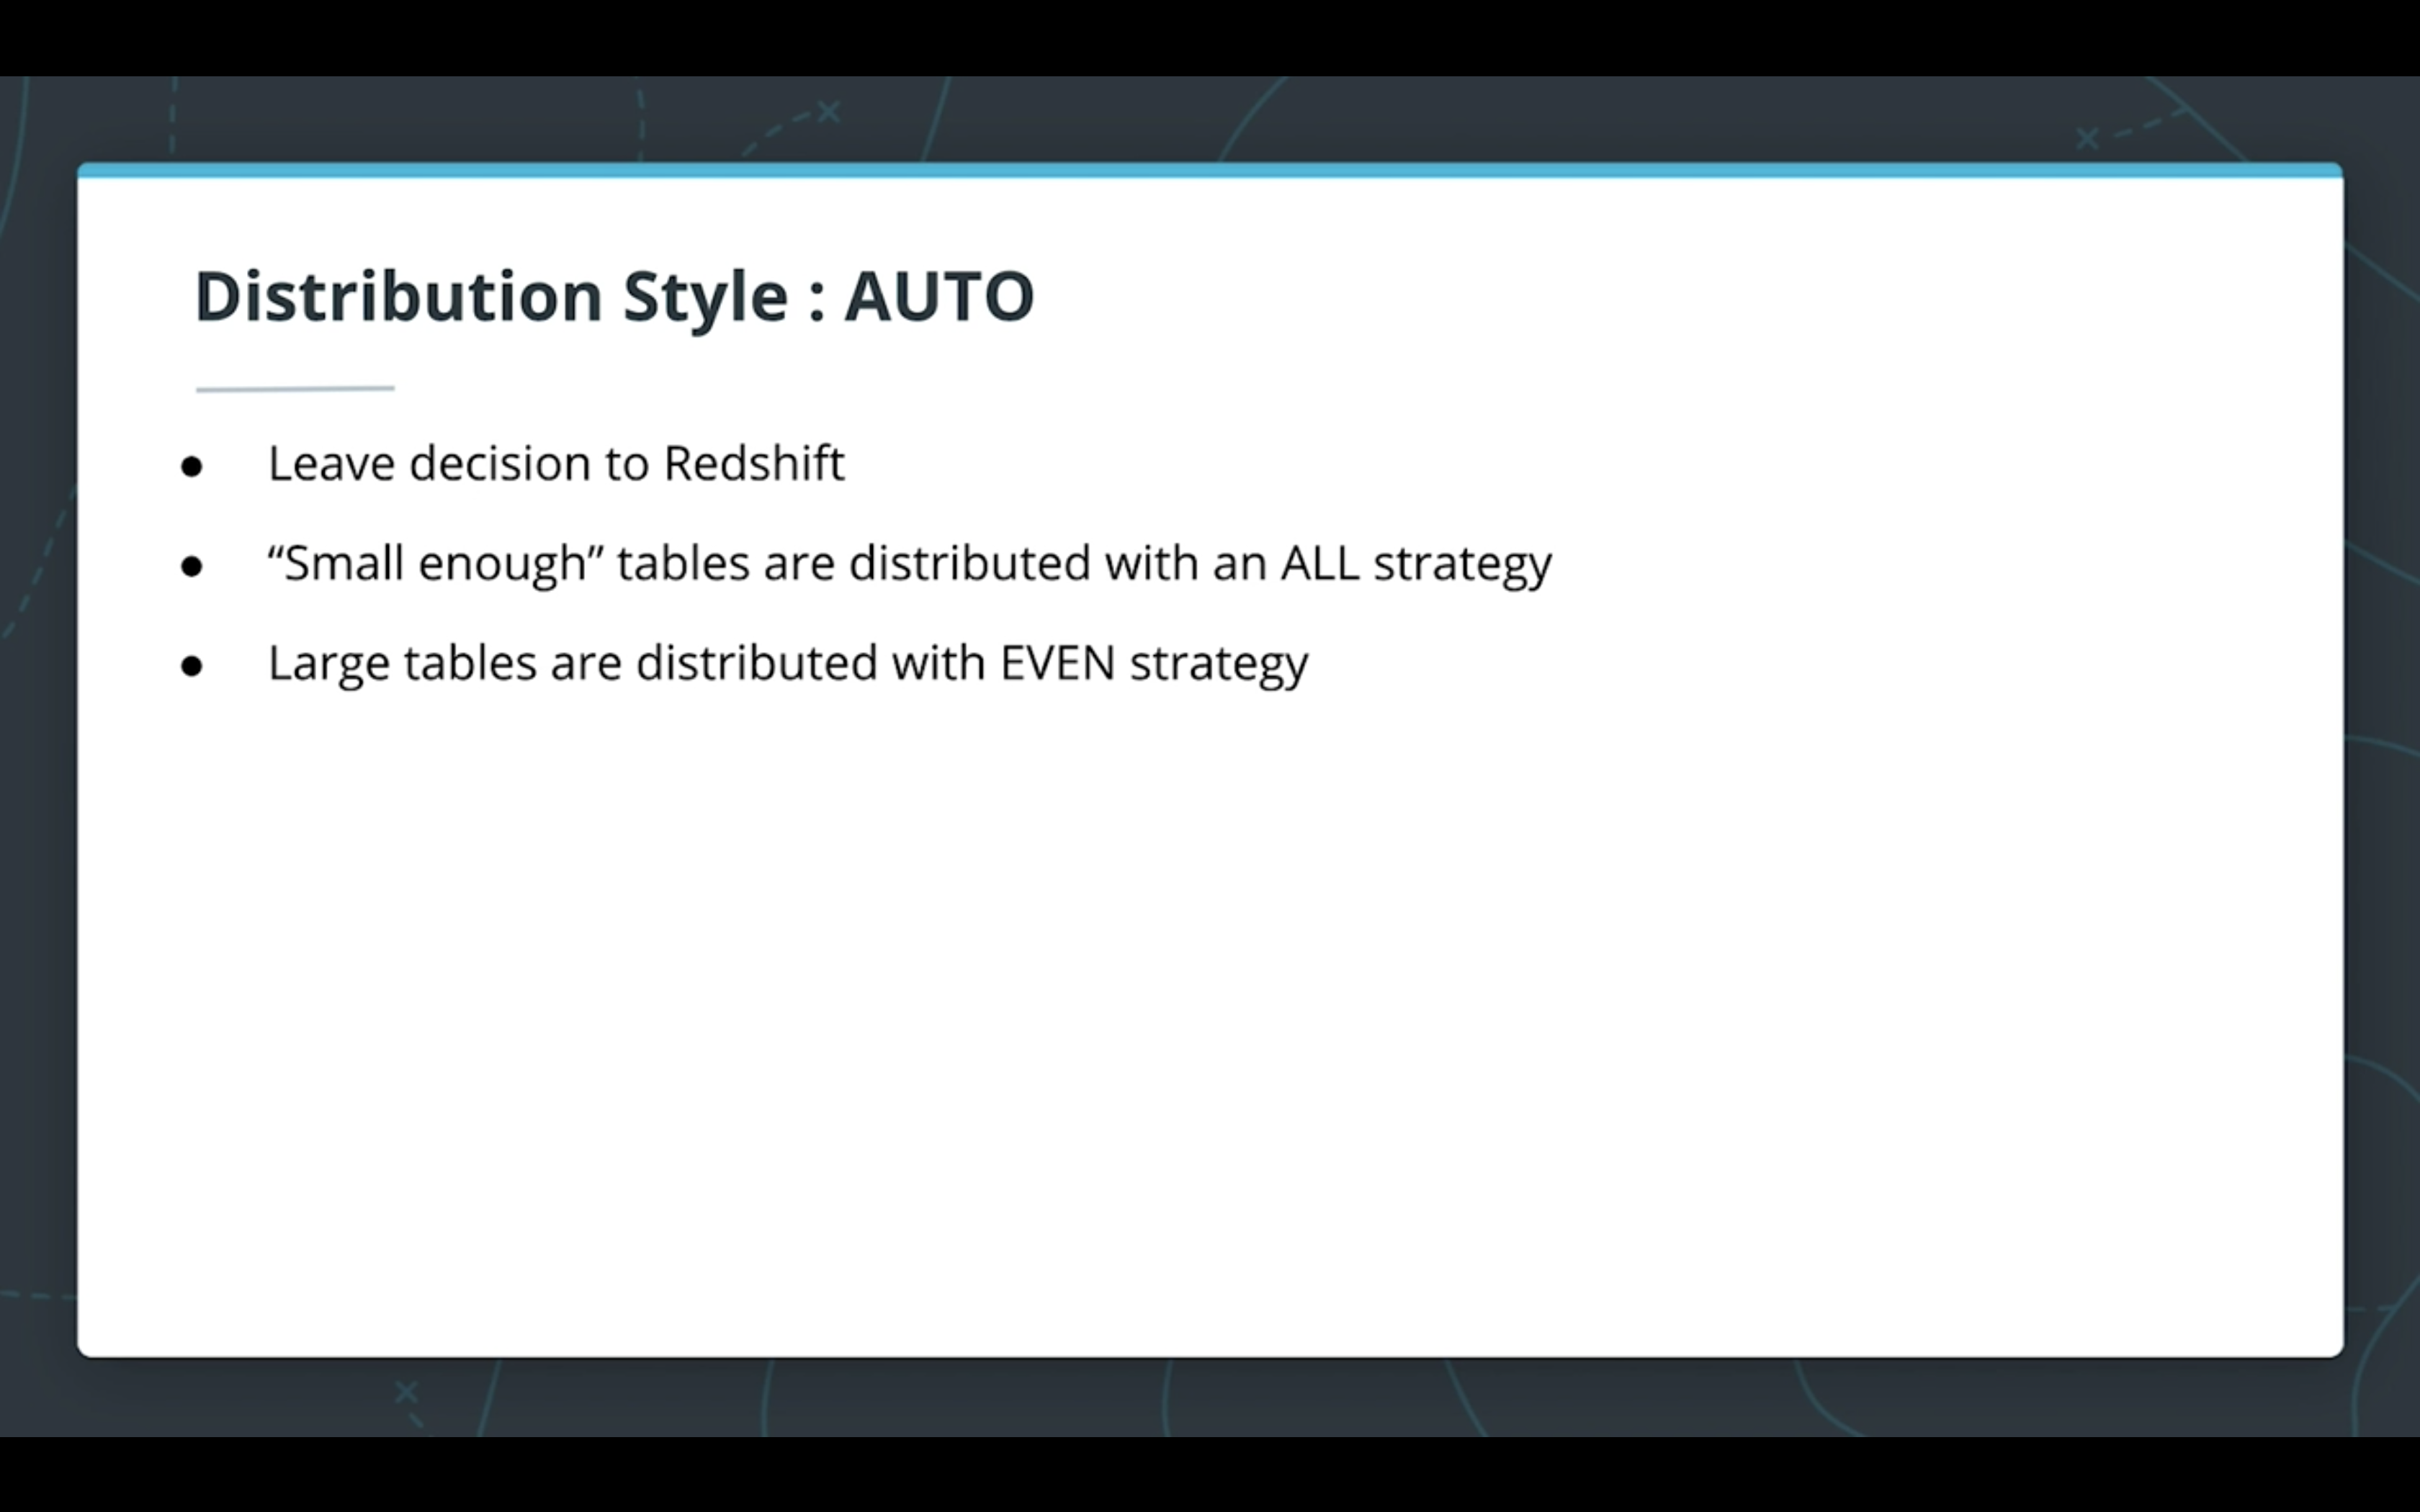 Distribution Style : AUTO
● Leave decision to Redshift
● “Small enough” tables are distributed with an ALL strategy
● Large tables are distributed with EVEN strategy